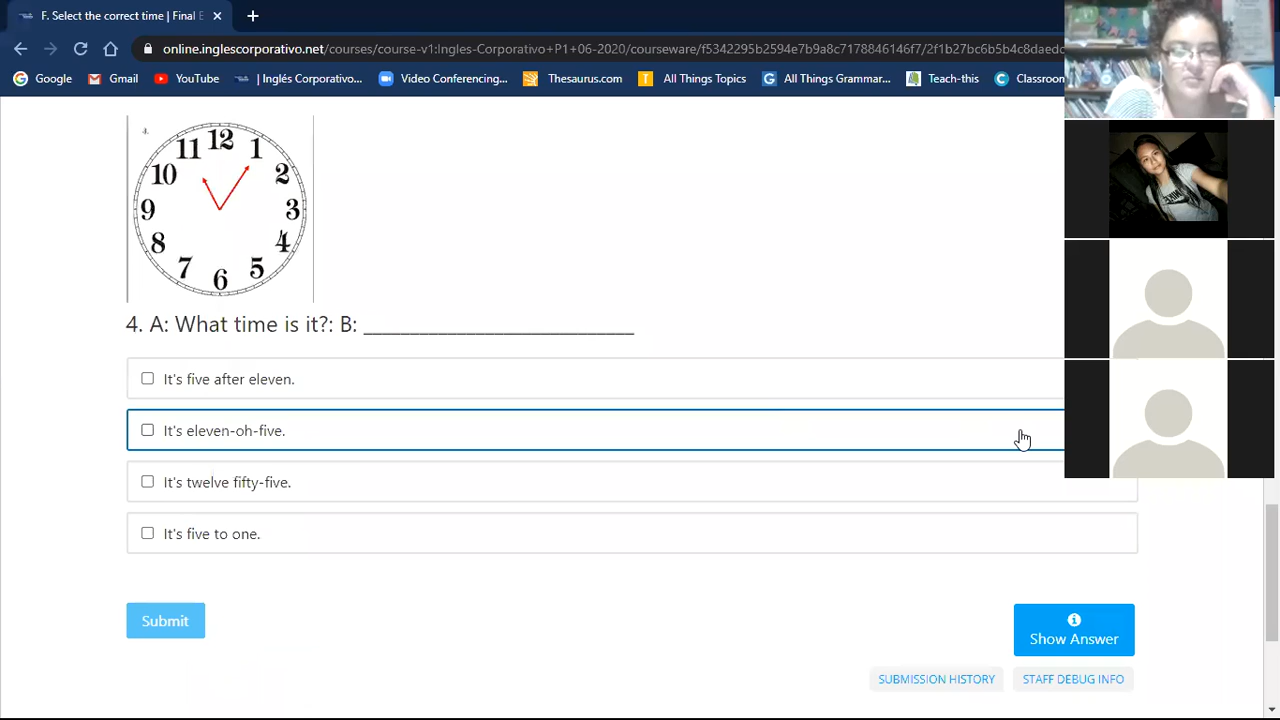 F. Select the correct time | Final E
online.inglescorporativo.net/courses/course-v1:Ingles-Corporativo+P1+06-2020/courseware/f5342295b2594e7b9a8c7178846146f7/2f1b27bc6b5b4c8daedc
Google
Gmail
YouTube
| Inglés Corporativo...
Video Conferencing...
Thesaurus.com
All Things Topics
All Things Grammar...
Teach-this
Classroom
4.
12
11
1
10
2
9
3
8
4
7
5
6
4. A: What time is it?: B: ___________________________
It's five after eleven.
It's eleven-oh-five.
It's twelve fifty-five.
It's five to one.
Submit
Show Answer
SUBMISSION HISTORY
STAFF DEBUG INFO